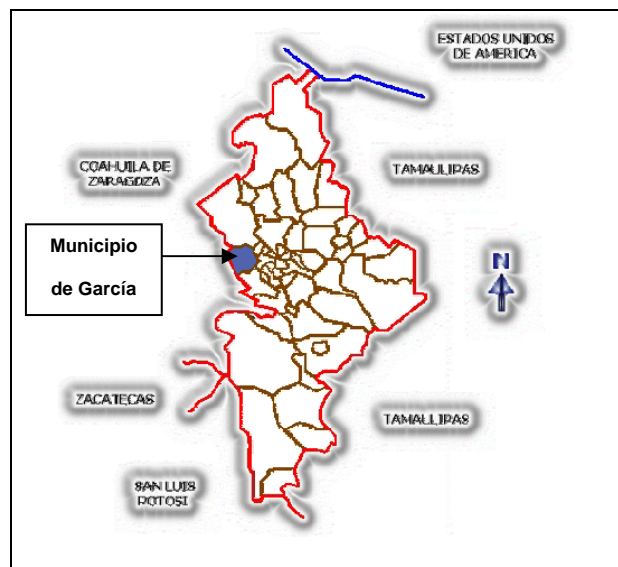 ESTADOS UNIDOS
DE AMERICA
COAHUILA DE
ZARAGOZA
TAMAULIPAS
Municipio
de García
N
ZACATECAS
TAMAULIPAS
SAN LUIS
POTOSI